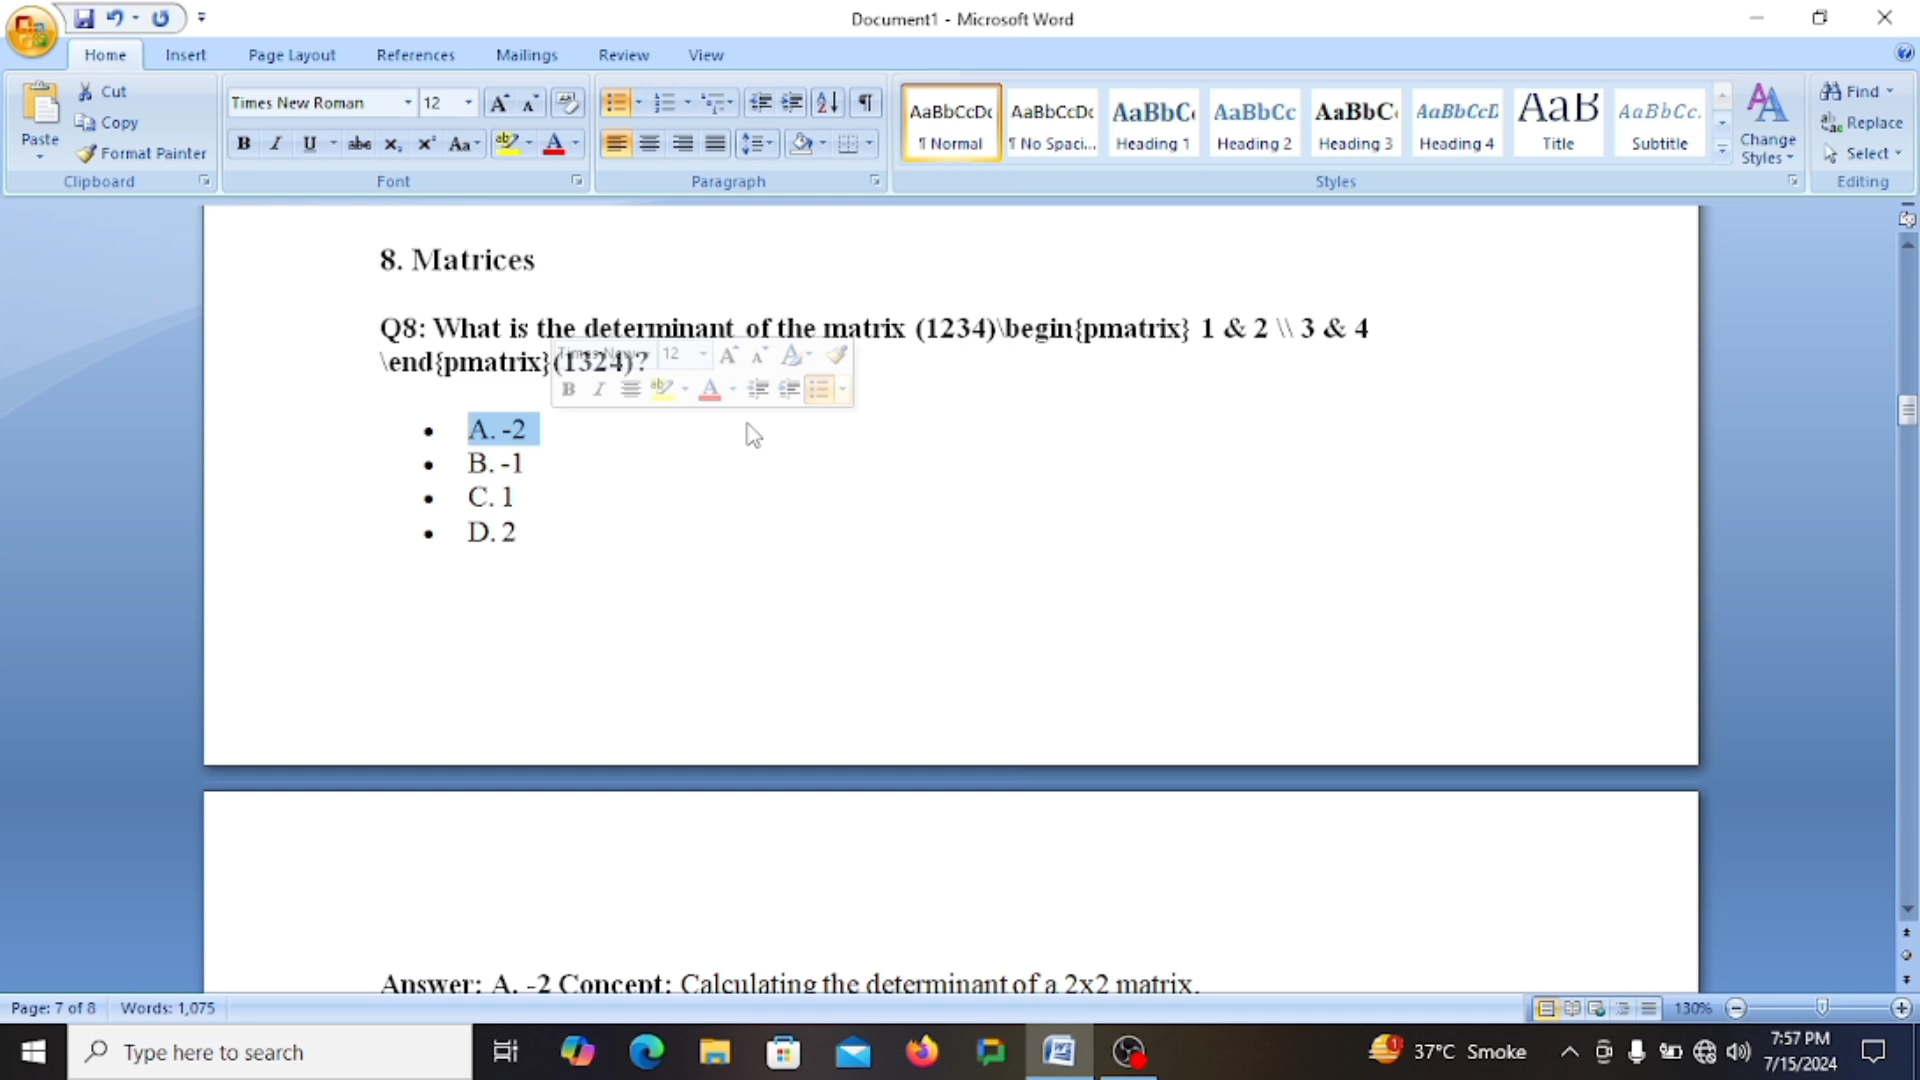 Document1 - Microsoft Word
Home Insert Page Layout References Mailings Review View
Paste
Cut
Copy
Format Painter
Clipboard
Times New Roman 12
Font
Paragraph
AaBbCcDc AaBbCcDc AaBbC AaBbCc AaBbC AaBbCcD AaB AaBbCc.
¶ Normal ¶ No Spaci... Heading 1 Heading 2 Heading 3 Heading 4 Title Subtitle
Change Styles
Styles
Find
Replace
Select
Editing
8. Matrices
Q8: What is the determinant of the matrix (1234)\begin{pmatrix} 1 & 2 \\ 3 & 4
\end{pmatrix}(1324)?
Times New 12
• A. -2
• B. -1
• C. 1
• D. 2
Answer: A. -2 Concept: Calculating the determinant of a 2x2 matrix.
Page: 7 of 8 Words: 1,075 130%
Type here to search
37°C Smoke
7:57 PM
7/15/2024